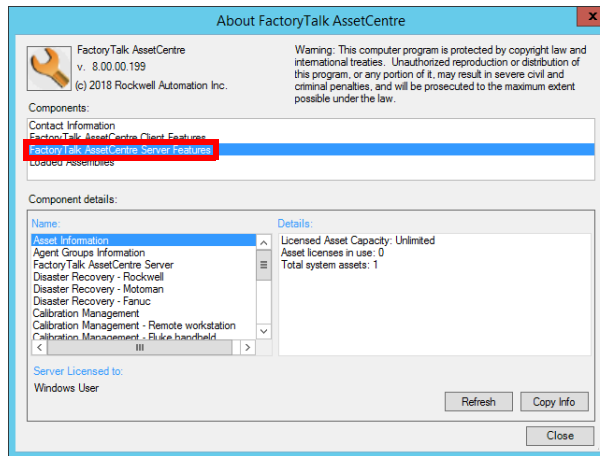 About FactoryTalk AssetCentre
x
FactoryTalk AssetCentre
v. 8.00.00.199
(c) 2018 Rockwell Automation Inc.
Warning: This computer program is protected by copyright law and
international treaties. Unauthorized reproduction or distribution of
this program, or any portion of it, may result in severe civil and
criminal penalties, and will be prosecuted to the maximum extent
possible under the law.
Components:
Contact Information
FactoryTalk AssetCentre Client Features
FactoryTalk AssetCentre Server Features
Loaded Assemblies
Component details:
Name:
Asset Information
Agent Groups Information
FactoryTalk AssetCentre Server
Disaster Recovery - Rockwell
Disaster Recovery - Motoman
Disaster Recovery - Fanuc
Calibration Management
Calibration Management - Remote workstation
Calibration Management - Fluke handheld
Details:
Licensed Asset Capacity: Unlimited
Asset licenses in use: 0
Total system assets: 1
Server Licensed to:
Windows User
Refresh
Copy Info
Close